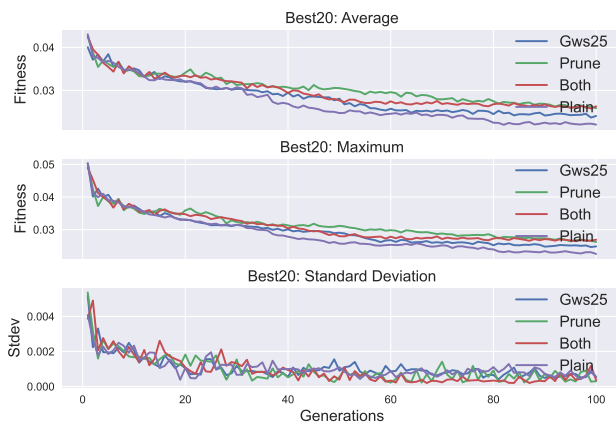 Best20: Average
0.04
0.03
Fitness
Gws25
Prune
Both
Plain
Best20: Maximum
0.05
0.04
0.03
Fitness
Gws25
Prune
Both
Plain
Best20: Standard Deviation
0.004
0.002
0.000
Stdev
Gws25
Prune
Both
Plain
0 20 40 60 80 100
Generations